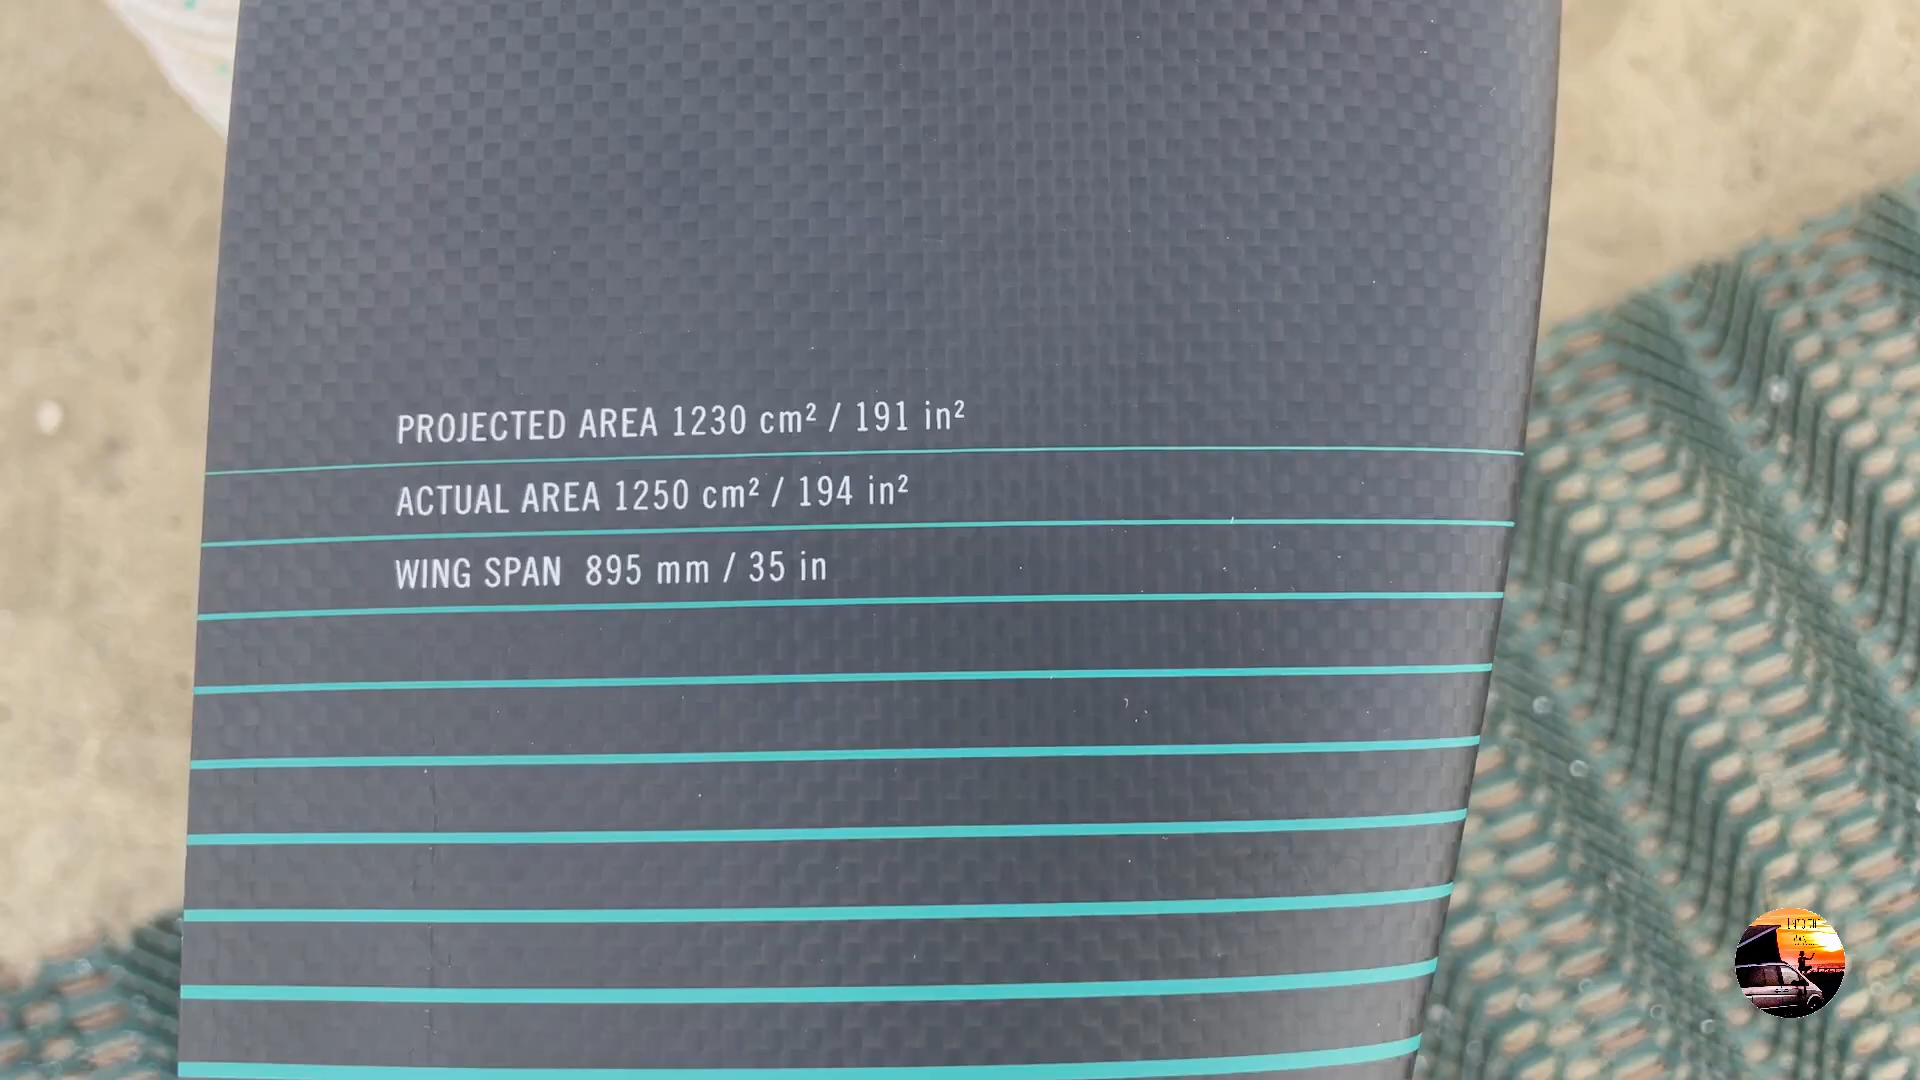 PROJECTED AREA 1230 cm² / 191 in²
ACTUAL AREA 1250 cm² / 194 in²
WING SPAN 895 mm / 35 in